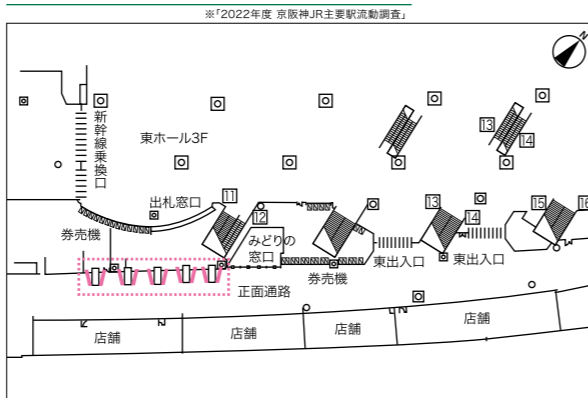 ※「2022年度 京阪神JR主要駅流動調査」
N
新幹線乗換口
東ホール3F
13
14
出札窓口
11
12
13
14
15
16
券売機
みどりの
窓口
券売機
東出入口
東出入口
正面通路
店舗
店舗
店舗
店舗